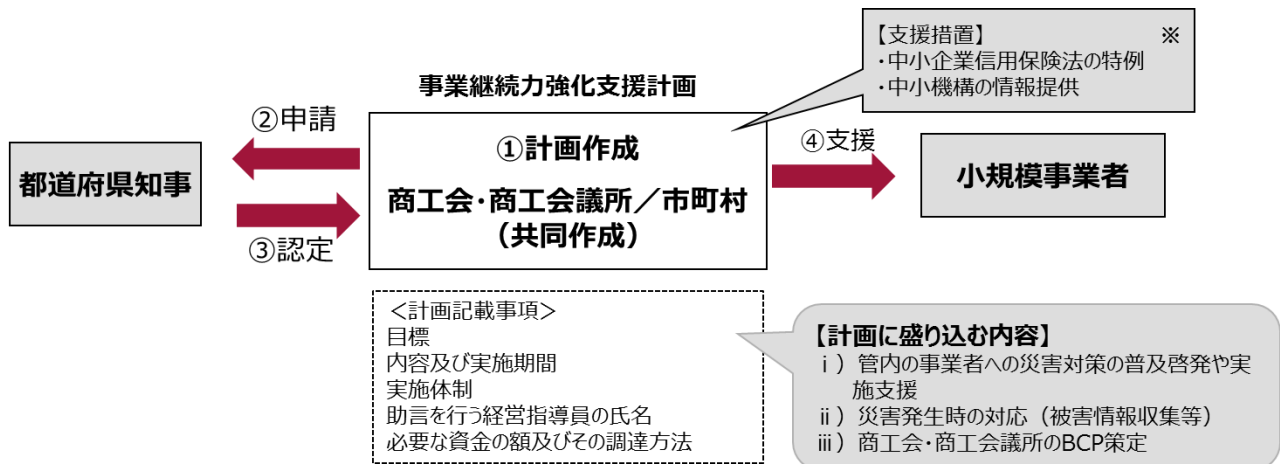 【支援措置】 ※
・中小企業信用保険法の特例
・中小機構の情報提供
事業継続力強化支援計画
②申請
①計画作成
④支援
都道府県知事
小規模事業者
商工会・商工会議所／市町村
（共同作成）
③認定
＜計画記載事項＞
目標
内容及び実施期間
実施体制
助言を行う経営指導員の氏名
必要な資金の額及びその調達方法
【計画に盛り込む内容】
ⅰ）管内の事業者への災害対策の普及啓発や実
施支援
ⅱ）災害発生時の対応（被害情報収集等）
ⅲ）商工会・商工会議所のBCP策定